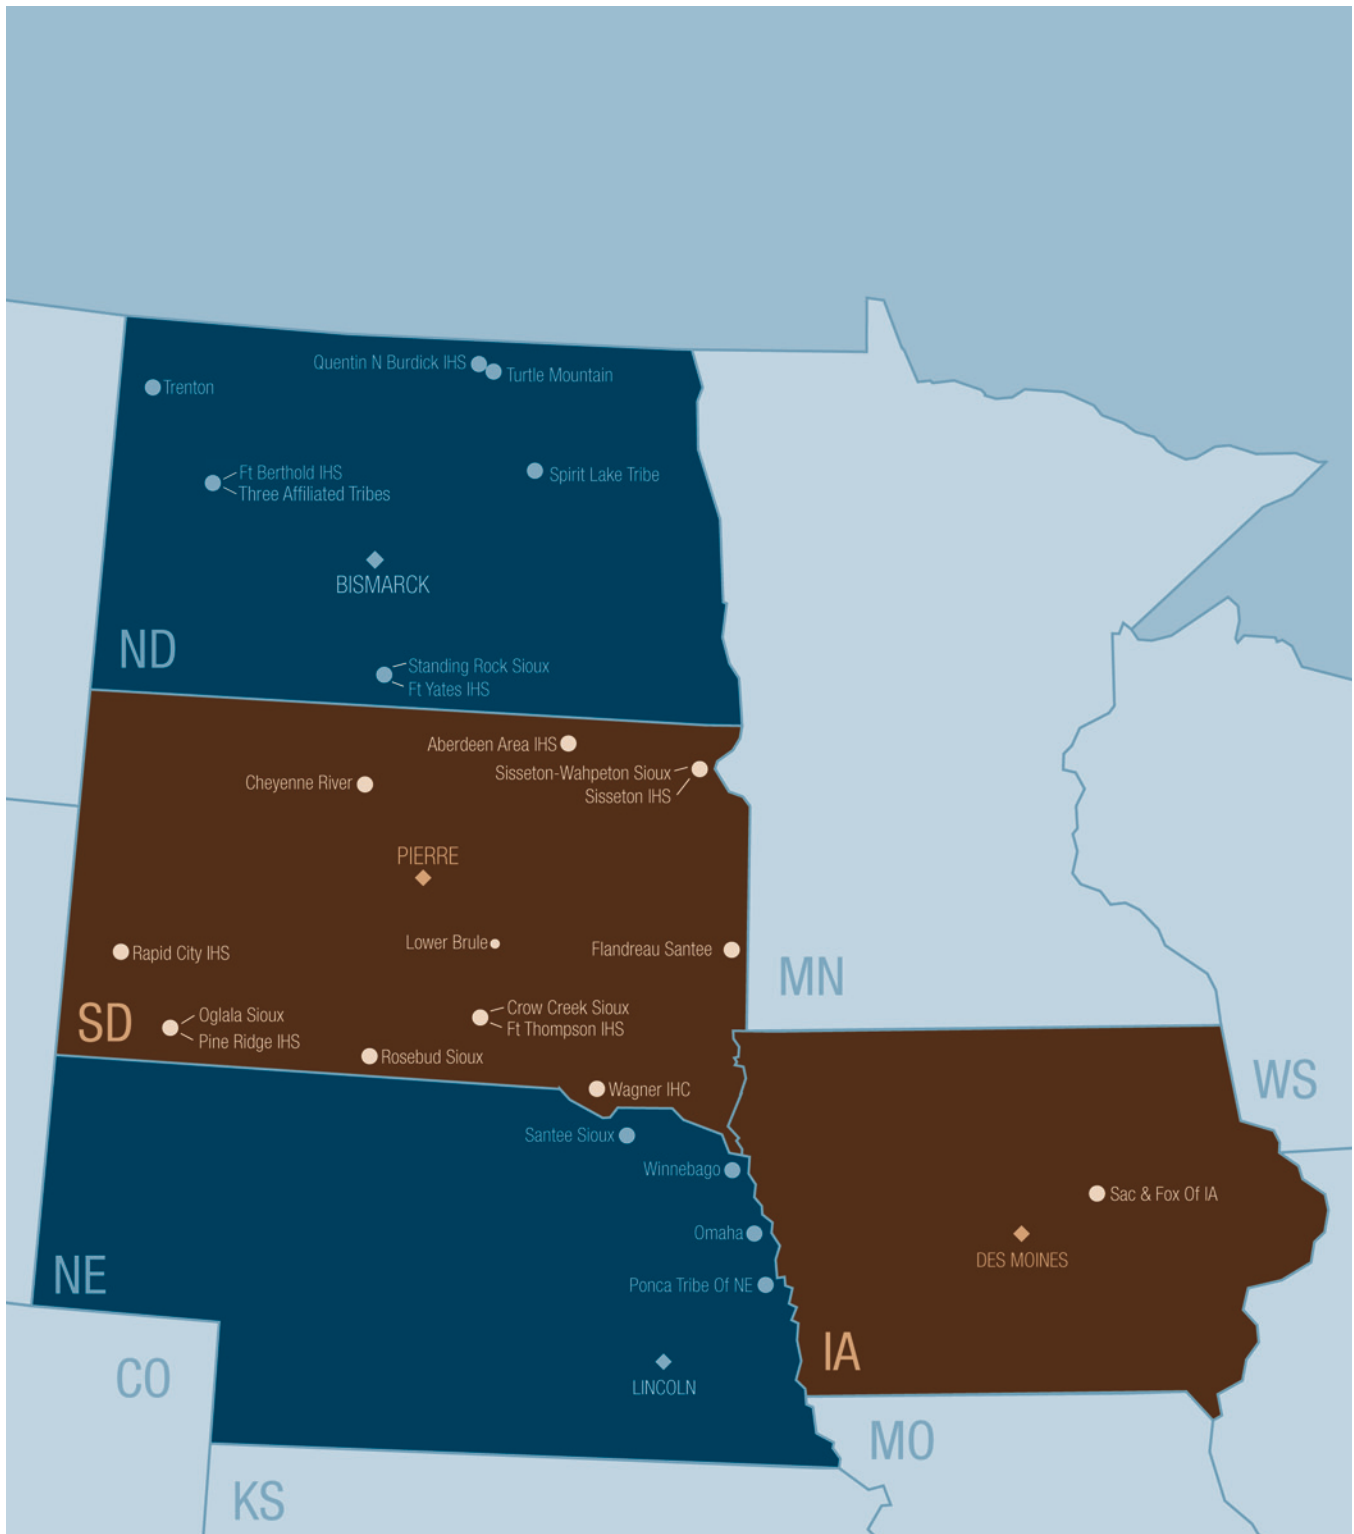 Quentin N Burdick IHS
Turtle Mountain
Trenton
Ft Berthold IHS
Three Affiliated Tribes
Spirit Lake Tribe
BISMARCK
ND
Standing Rock Sioux
Ft Yates IHS
Aberdeen Area IHS
Sisseton-Wahpeton Sioux
Sisseton IHS
Cheyenne River
PIERRE
Lower Brule
Flandreau Santee
Rapid City IHS
MN
SD
Oglala Sioux
Pine Ridge IHS
Crow Creek Sioux
Ft Thompson IHS
Rosebud Sioux
Wagner IHC
WS
Santee Sioux
Winnebago
Sac & Fox Of IA
Omaha
DES MOINES
NE
Ponca Tribe Of NE
IA
CO
LINCOLN
MO
KS